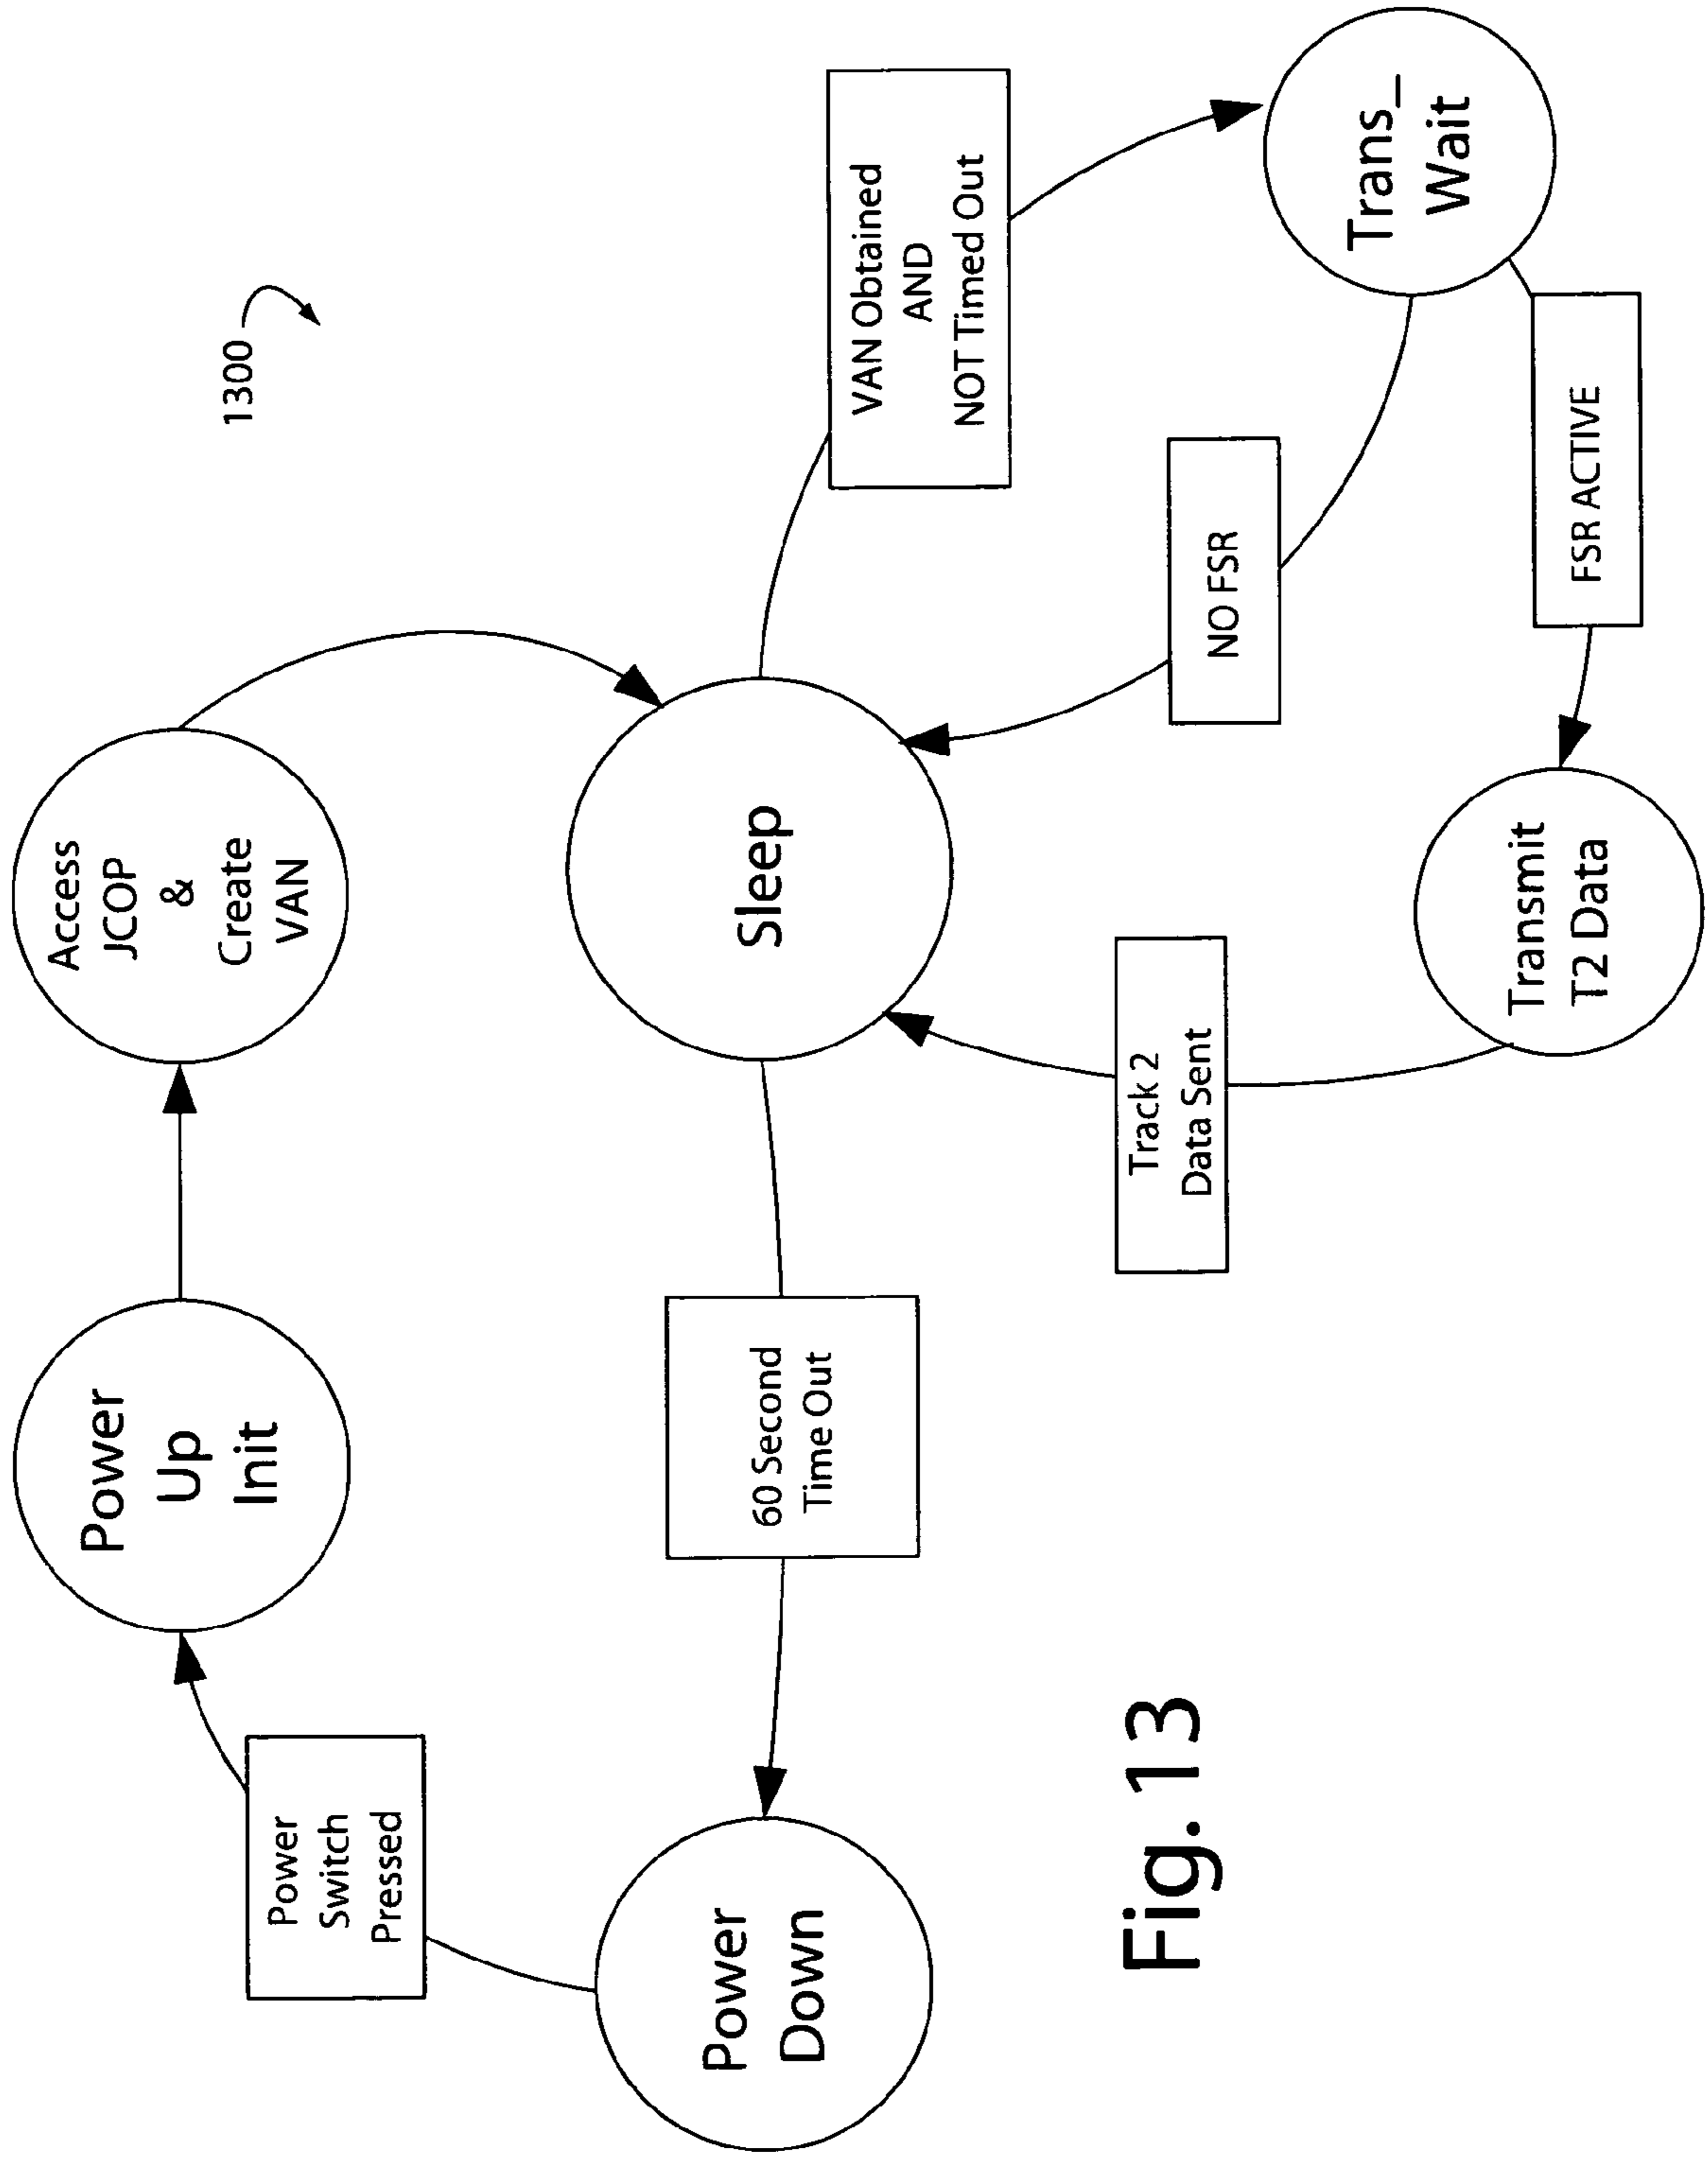 1300
Power
Up
Init
Access
JCOP
&
Create
VAN
Power
Switch
Pressed
Power
Down
60 Second
Time Out
Sleep
VAN Obtained
AND
NOT Timed Out
Track 2
Data Sent
NO FSR
Trans_
Wait
Transmit
T2 Data
FSR ACTIVE
Fig. 13